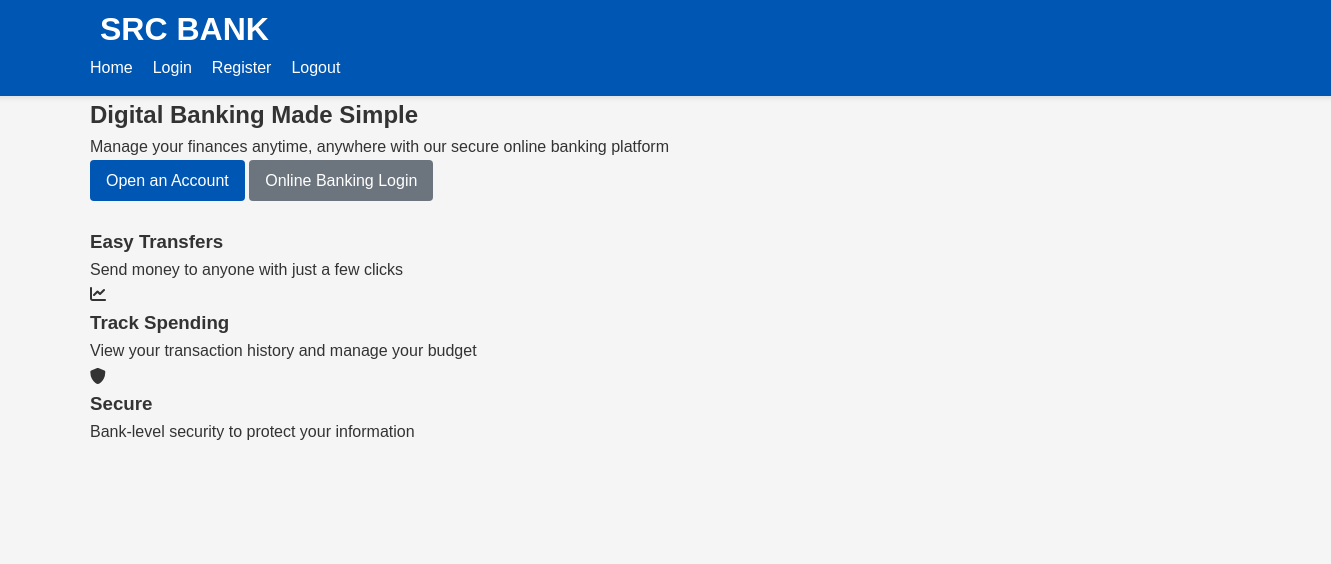 SRC BANK
Home Login Register Logout
Digital Banking Made Simple
Manage your finances anytime, anywhere with our secure online banking platform
Open an Account Online Banking Login
Easy Transfers
Send money to anyone with just a few clicks
Track Spending
View your transaction history and manage your budget
Secure
Bank-level security to protect your information